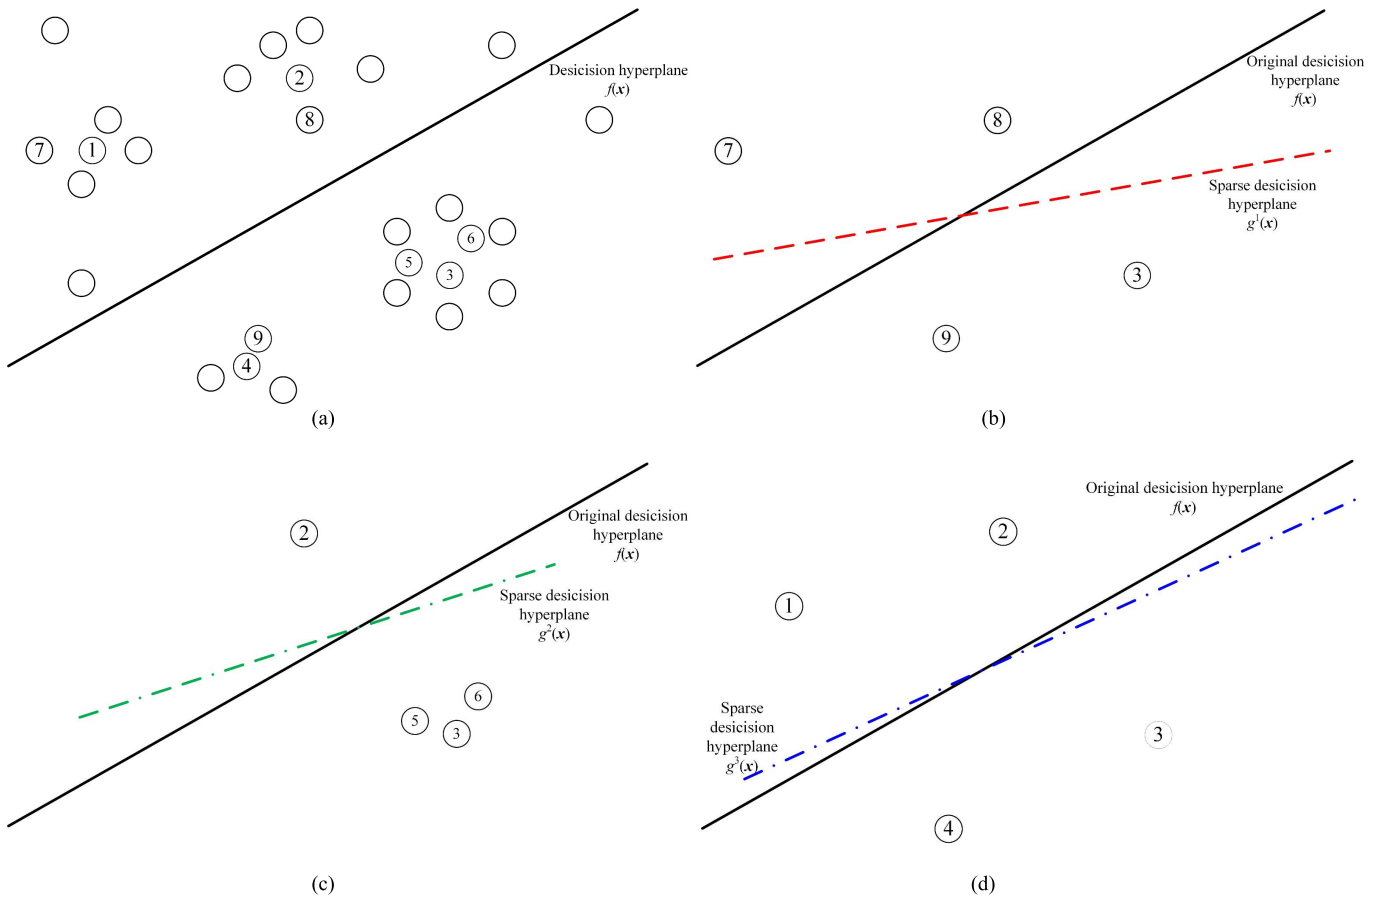 2
Desicision hyperplane
f(x)
8
7
1
6
5
3
9
4
(a)
Original desicision
hyperplane
f(x)
8
7
Sparse desicision
hyperplane
g¹(x)
3
9
(b)
2
Original desicision
hyperplane
f(x)
Sparse desicision
hyperplane
g²(x)
6
5
3
(c)
Original desicision hyperplane
f(x)
2
1
Sparse
desicision
hyperplane
g³(x)
3
4
(d)